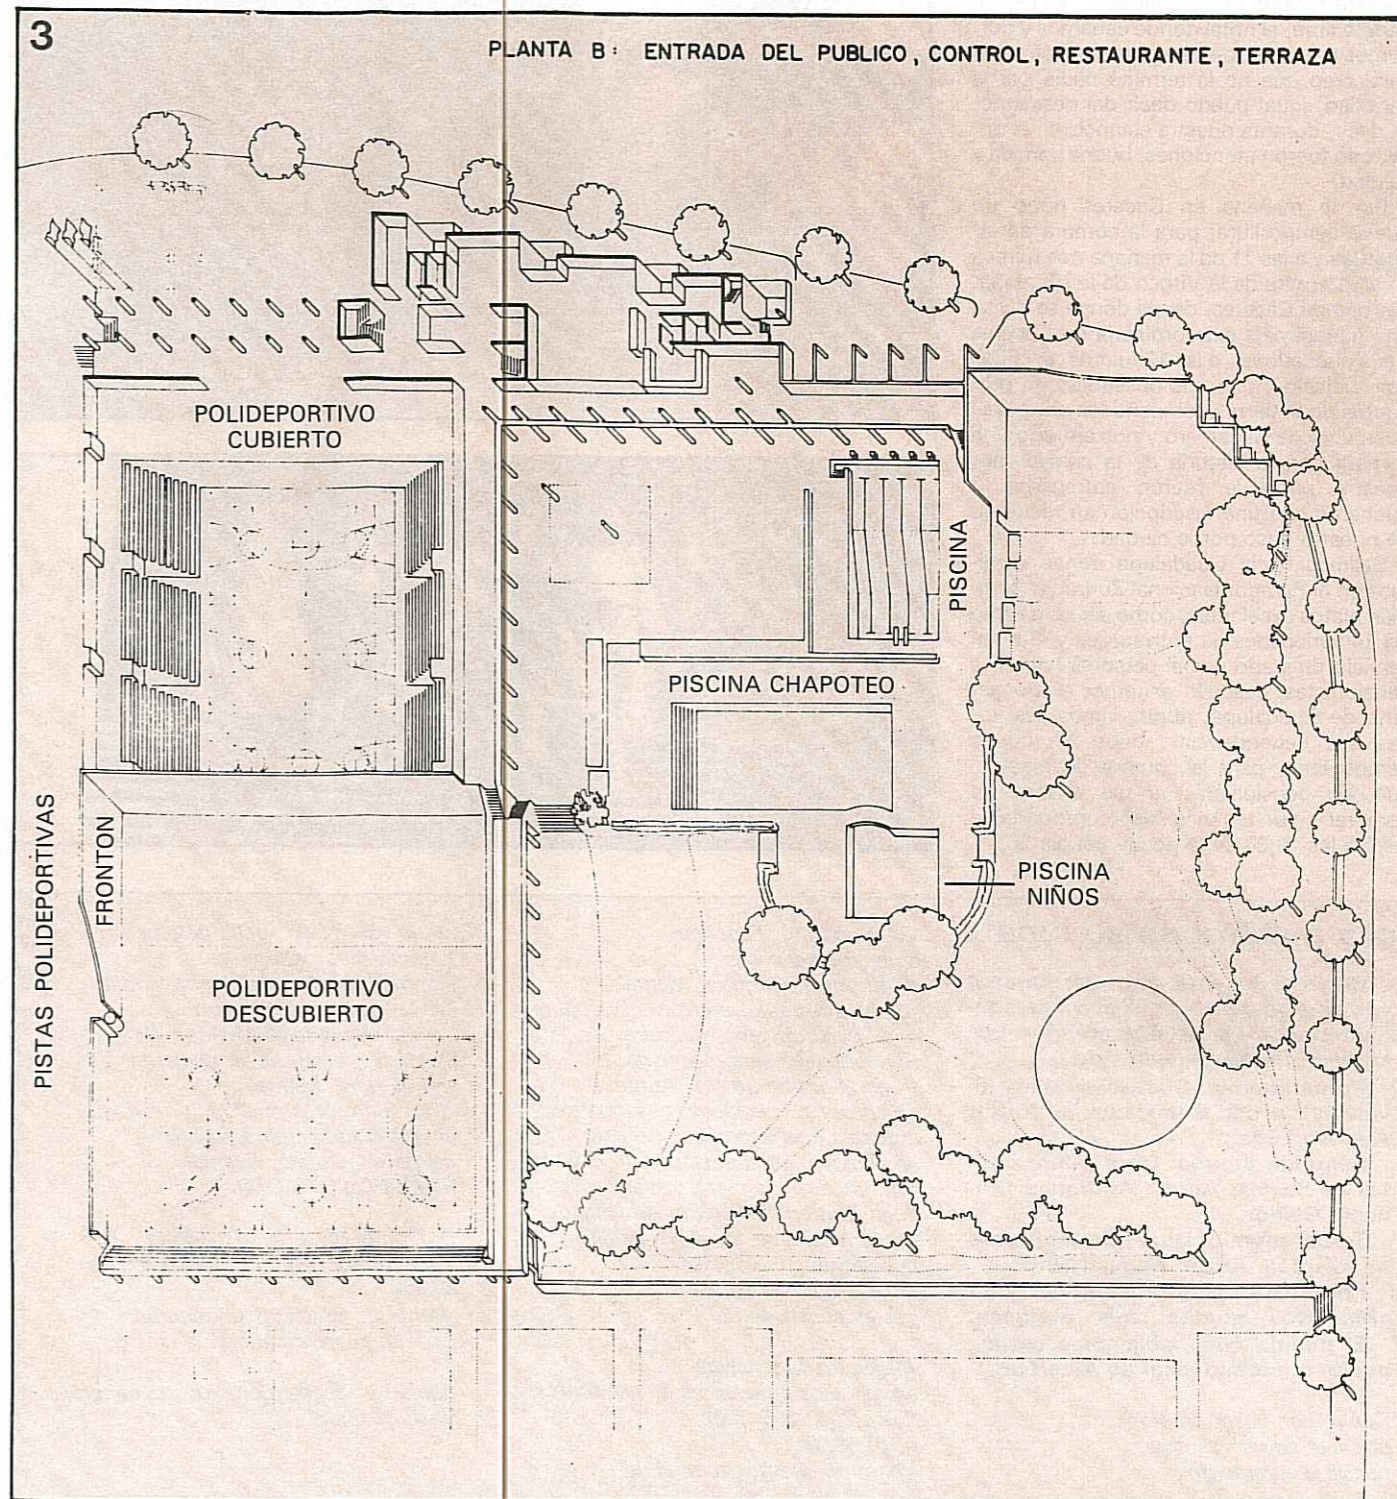 3
PLANTA B: ENTRADA DEL PUBLICO, CONTROL, RESTAURANTE, TERRAZA
POLIDEPORTIVO
CUBIERTO
PISCINA
PISCINA CHAPOTEO
PISTAS POLIDEPORTIVAS
FRONTON
PISCINA
NIÑOS
POLIDEPORTIVO
DESCUBIERTO